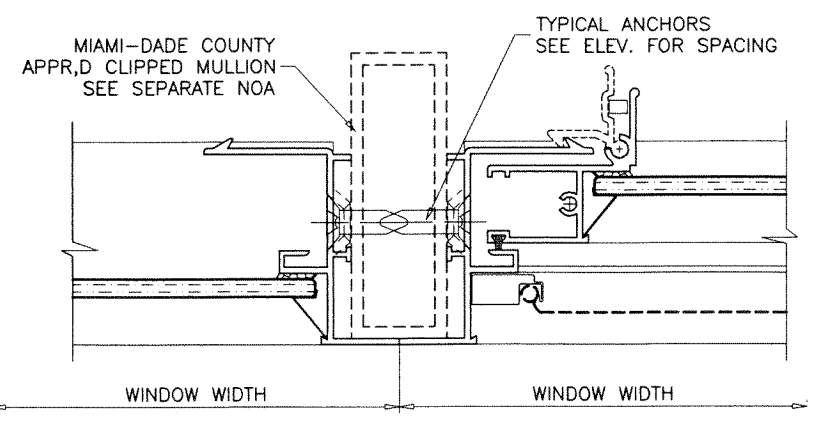 TYPICAL ANCHORS
SEE ELEV. FOR SPACING
MIAMI-DADE COUNTY
APPR,D CLIPPED MULLION
SEE SEPARATE NOA
WINDOW WIDTH
WINDOW WIDTH